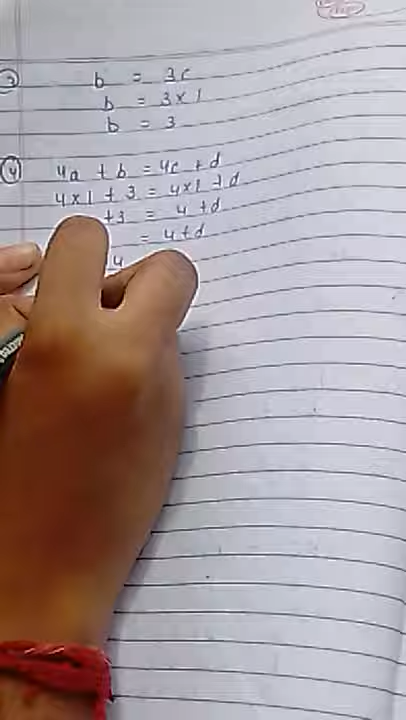 3 b = 3c
b = 3 × 1
b = 3
4 4a + b = 4c + d
4×1 + 3 = 4×1 + d
+3 = 4+d
= 4+d
4